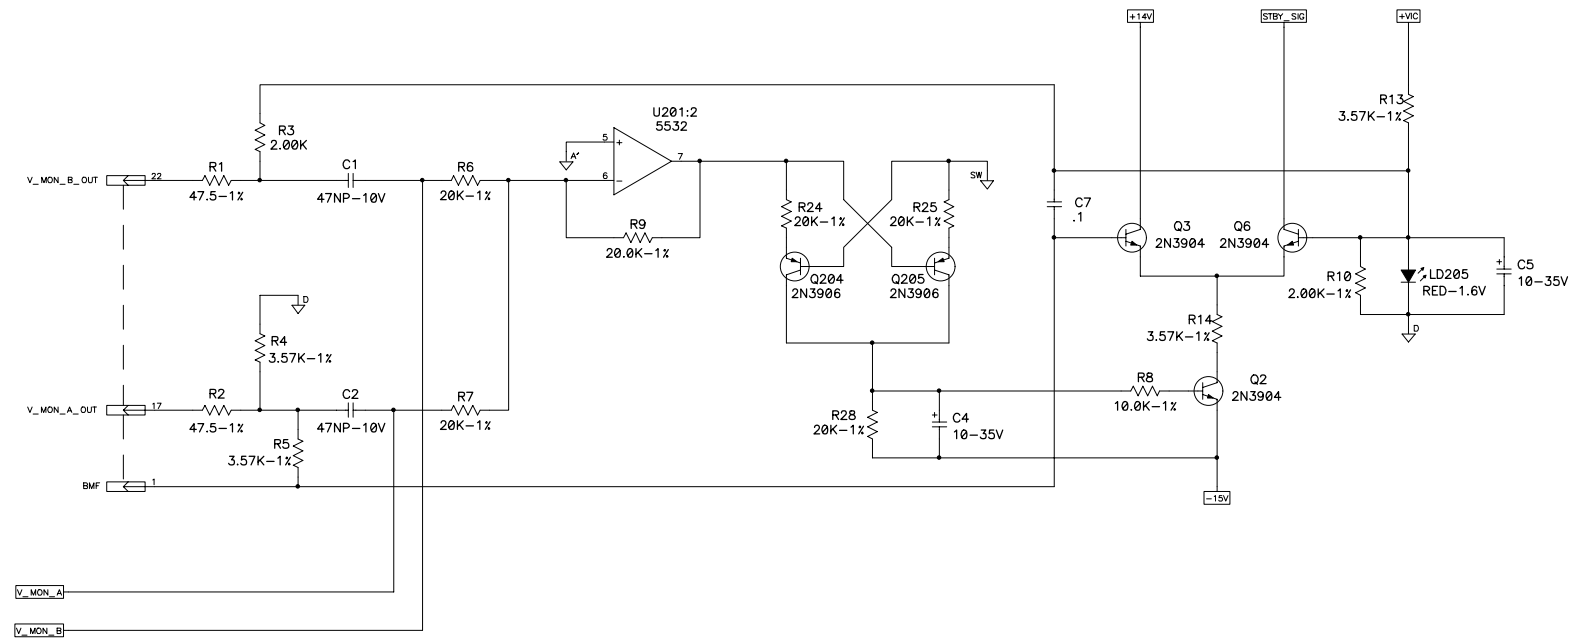 +14V
STBY_SIG
+VIC
R13
3.57K-1%
U201:2
5532
R3
2.00K
5
+
A'
7
6
-
V_MON_B_OUT
22
R1
47.5-1%
C1
47NP-10V
R6
20K-1%
R9
20.0K-1%
SW
R24
20K-1%
R25
20K-1%
Q204
2N3906
Q205
2N3906
C7
.1
Q3
2N3904
Q6
2N3904
R10
2.00K-1%
LD205
RED-1.6V
+
C5
10-35V
D
D
R4
3.57K-1%
R14
3.57K-1%
V_MON_A_OUT
17
R2
47.5-1%
C2
47NP-10V
R7
20K-1%
R5
3.57K-1%
R28
20K-1%
+
C4
10-35V
R8
10.0K-1%
Q2
2N3904
BMF
1
-15V
V_MON_A
V_MON_B